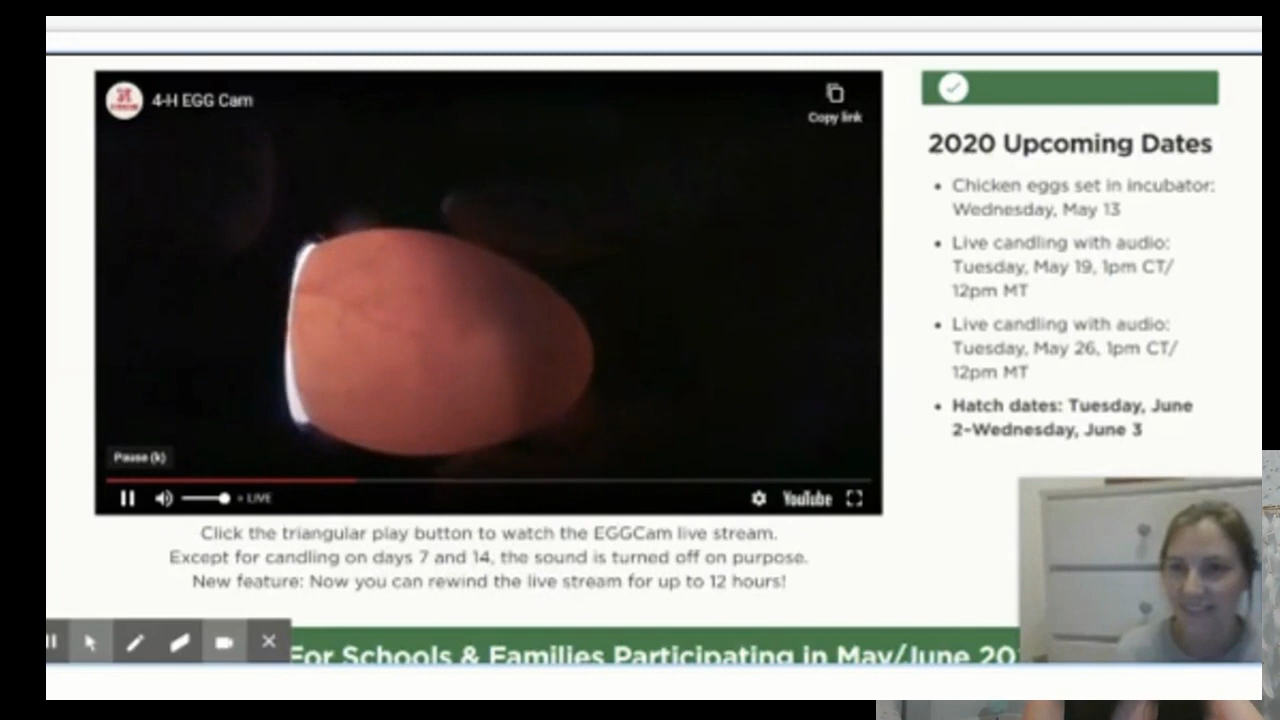 4-H EGG Cam
Copy link
Pause (k)
LIVE
YouTube
Click the triangular play button to watch the EGGCam live stream.
Except for candling on days 7 and 14, the sound is turned off on purpose.
New feature: Now you can rewind the live stream for up to 12 hours!
2020 Upcoming Dates
• Chicken eggs set in incubator:
Wednesday, May 13
• Live candling with audio:
Tuesday, May 19, 1pm CT/
12pm MT
• Live candling with audio:
Tuesday, May 26, 1pm CT/
12pm MT
• Hatch dates: Tuesday, June
2-Wednesday, June 3
For Schools & Families Participating in May/June 20